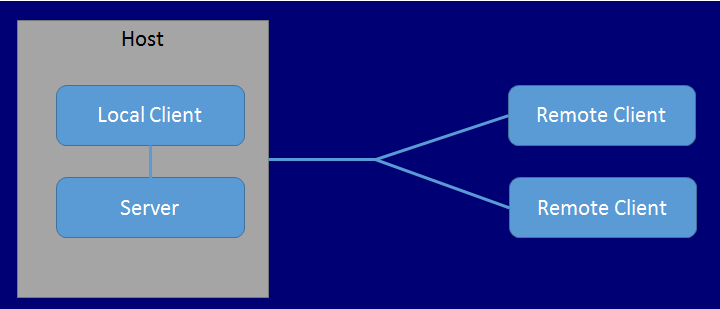 Host
Local Client
Server
Remote Client
Remote Client